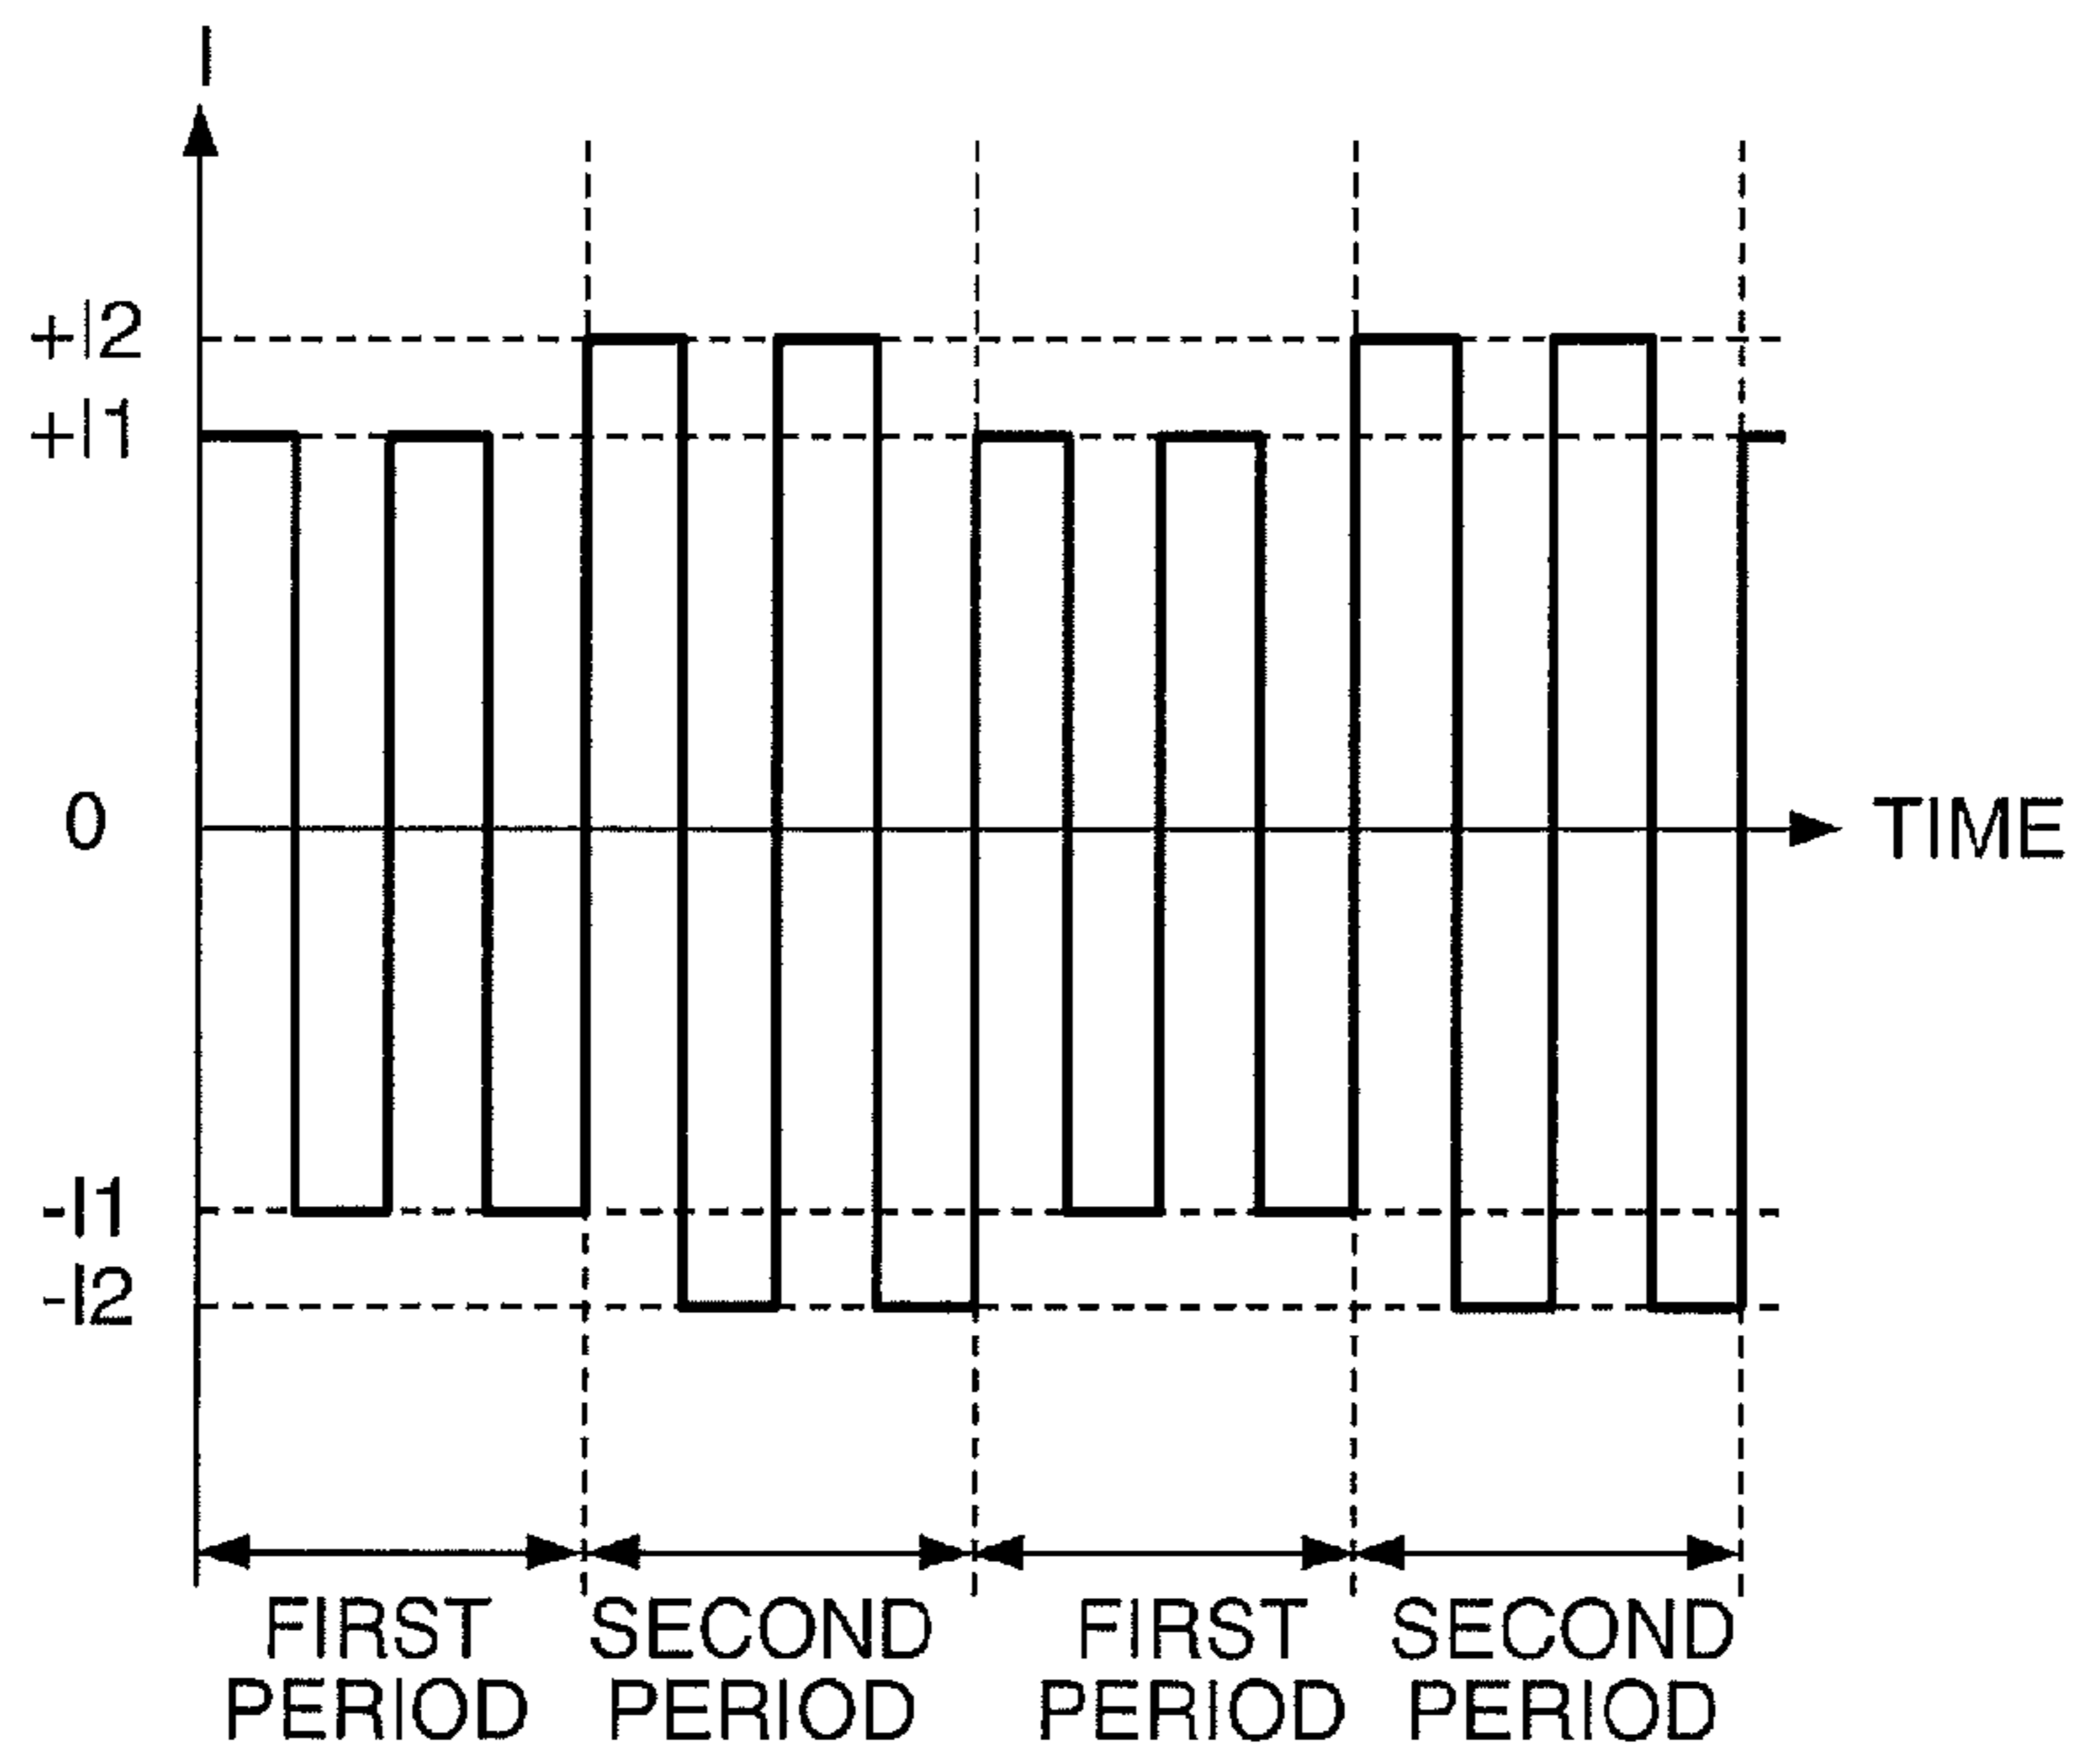 I
+I2
+I1
0
TIME
-I1
-I2
FIRST PERIOD
SECOND PERIOD
FIRST PERIOD
SECOND PERIOD